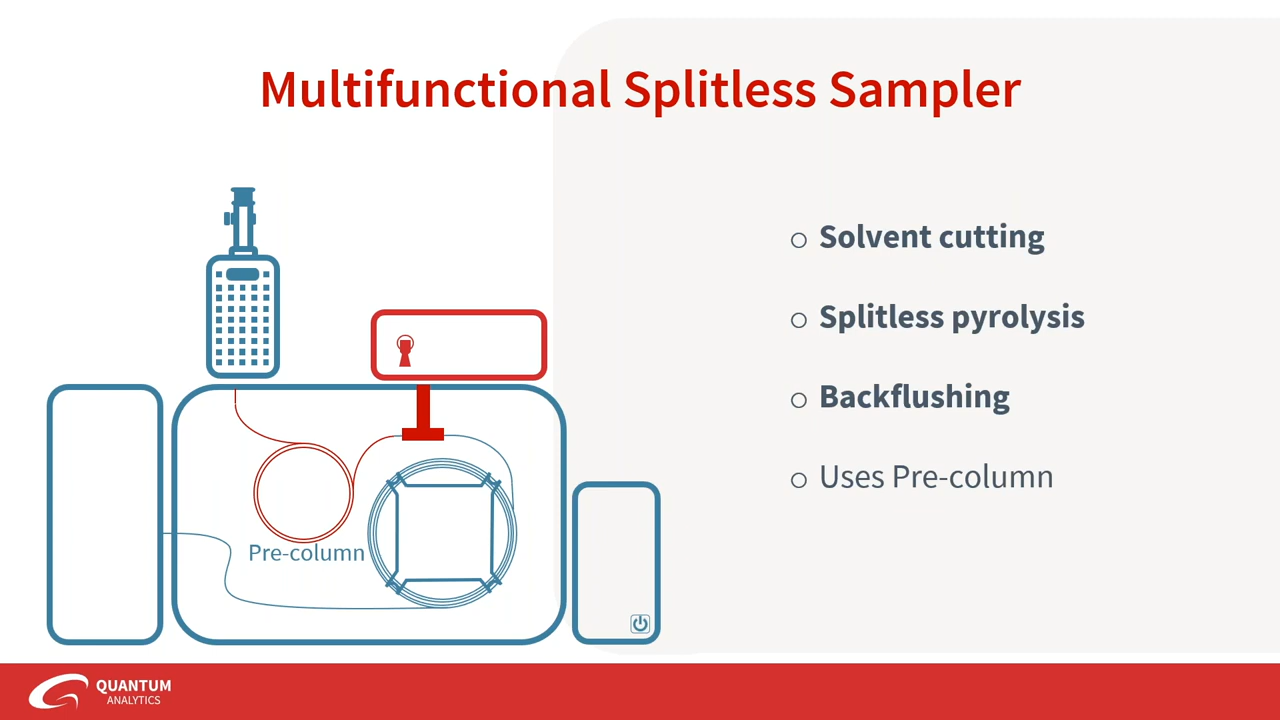 Multifunctional Splitless Sampler
Solvent cutting
Splitless pyrolysis
Backflushing
Uses Pre-column
Pre-column
QUANTUM
ANALYTICS